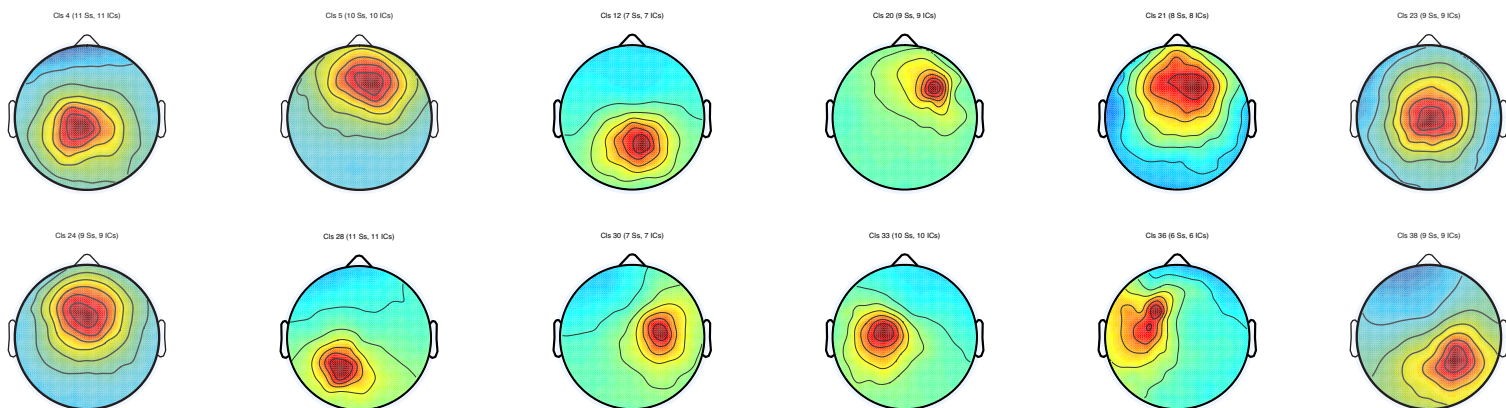 Cls 4 (11 Ss, 11 ICs)
Cls 5 (10 Ss, 10 ICs)
Cls 12 (7 Ss, 7 ICs)
Cls 20 (9 Ss, 9 ICs)
Cls 21 (8 Ss, 8 ICs)
Cls 23 (9 Ss, 9 ICs)
Cls 24 (9 Ss, 9 ICs)
Cls 28 (11 Ss, 11 ICs)
Cls 30 (7 Ss, 7 ICs)
Cls 33 (10 Ss, 10 ICs)
Cls 36 (6 Ss, 6 ICs)
Cls 38 (9 Ss, 9 ICs)